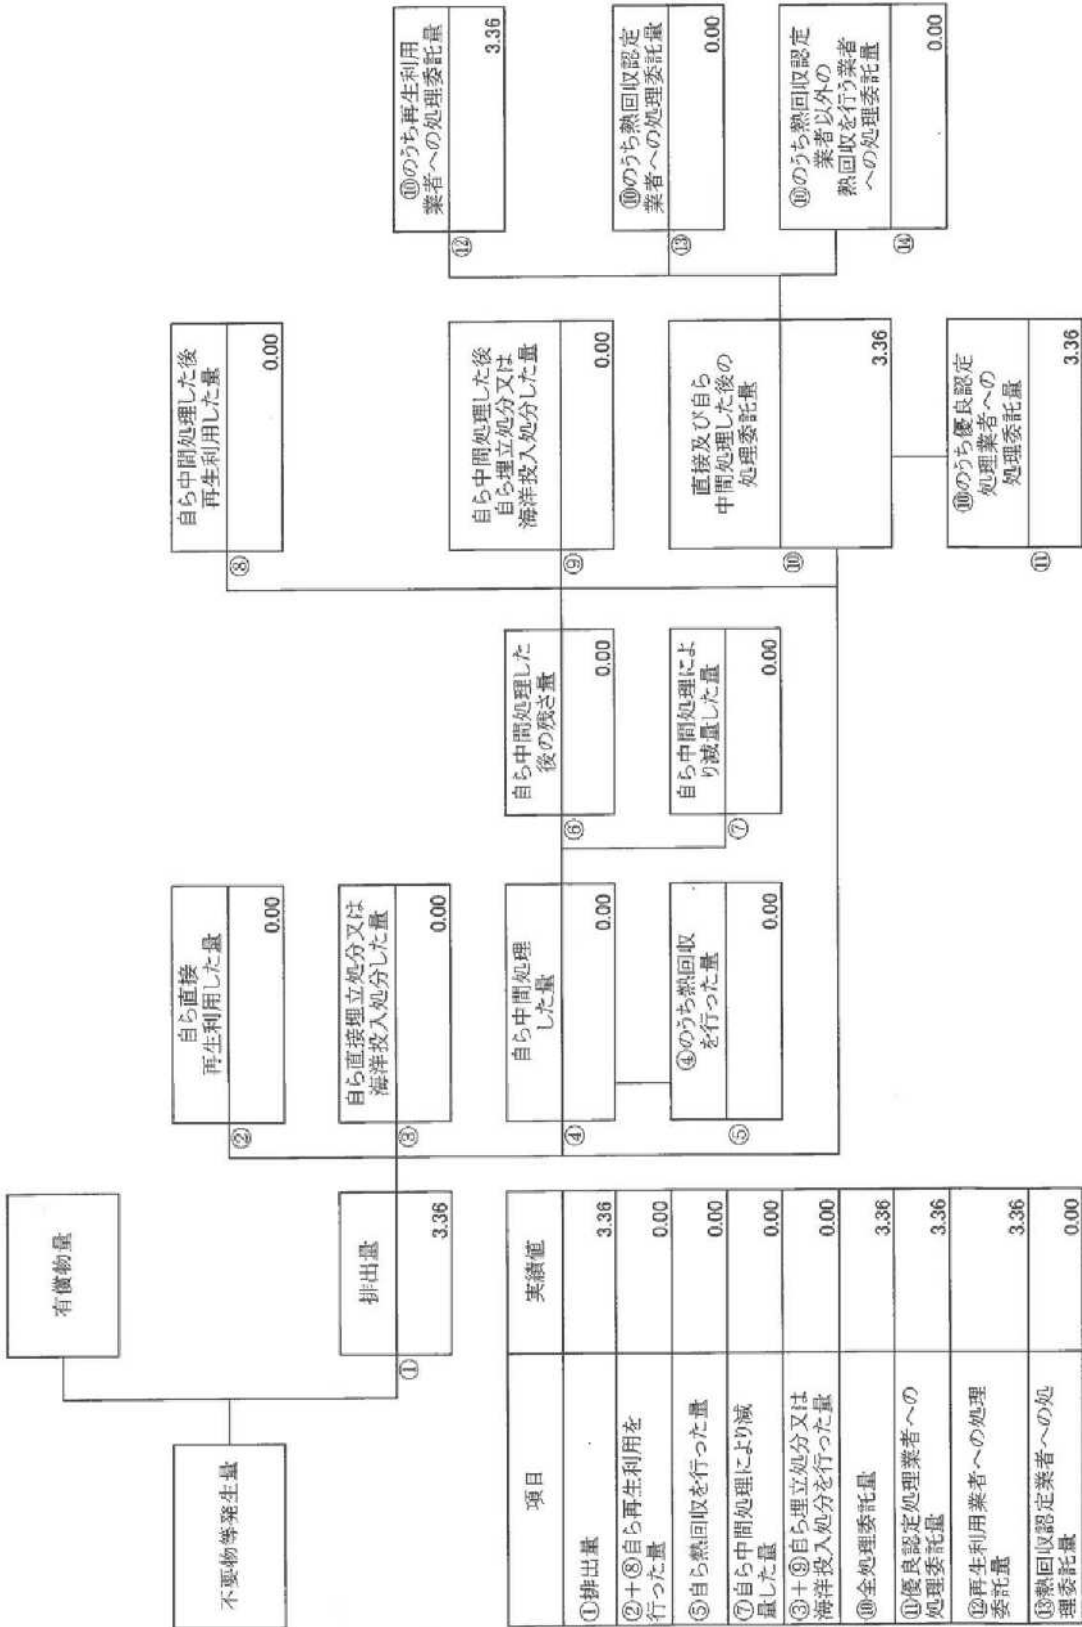 不要物等発生量
有償物量
排出量
①
3.36
自ら直接
再生利用した量
②
0.00
自ら直接埋立処分又は
海洋投入処分した量
③
0.00
自ら中間処理
した量
④
0.00
④のうち熱回収
を行った量
⑤
0.00
自ら中間処理した
後の残さ量
⑥
0.00
自ら中間処理によ
り減量した量
⑦
0.00
自ら中間処理した後
再生利用した量
⑧
0.00
自ら中間処理した後
自ら埋立処分又は
海洋投入処分した量
⑨
0.00
直接及び自ら
中間処理した後の
処理委託量
⑩
3.36
⑩のうち優良認定
処理業者への
処理委託量
⑪
3.36
⑩のうち再生利用
業者への処理委託量
⑫
3.36
⑩のうち熱回収認定
業者への処理委託量
⑬
0.00
⑩のうち熱回収認定
業者以外の
熱回収を行う業者
への処理委託量
⑭
0.00
項目 実績値
①排出量 3.36
②+⑧自ら再生利用を
行った量 0.00
⑤自ら熱回収を行った量 0.00
⑦自ら中間処理により減
量した量 0.00
③+⑨自ら埋立処分又は
海洋投入処分を行った量 0.00
⑩全処理委託量 3.36
⑪優良認定処理業者への
処理委託量 3.36
⑫再生利用業者への処理
委託量 3.36
⑬熱回収認定業者への処
理委託量 0.00